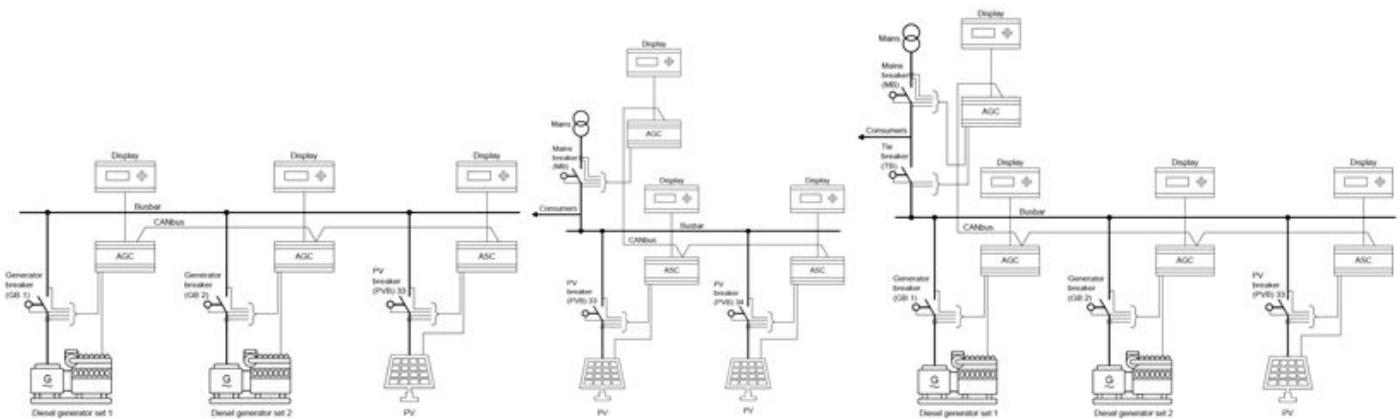 Display
Display
Display
Busbar
CANbus
AGC
AGC
ASC
Generator
breaker
(GB 1)
Generator
breaker
(GB 2)
PV
breaker
(PVB) 33
G
G
Diesel generator set 1
Diesel generator set 2
PV
Display
Mains
AGC
Mains
breaker
(MB)
Display
Display
Consumers
Busbar
CANbus
ASC
ASC
PV
breaker
(PVB) 33
PV
breaker
(PVB) 34
PV
PV
Display
Mains
Mains
breaker
(MB)
AGC
Consumers
Tie
breaker
(TB)
Display
Display
Display
Busbar
CANbus
AGC
AGC
ASC
Generator
breaker
(GB 1)
Generator
breaker
(GB 2)
PV
breaker
(PVB) 33
G
G
Diesel generator set 1
Diesel generator set 2
PV